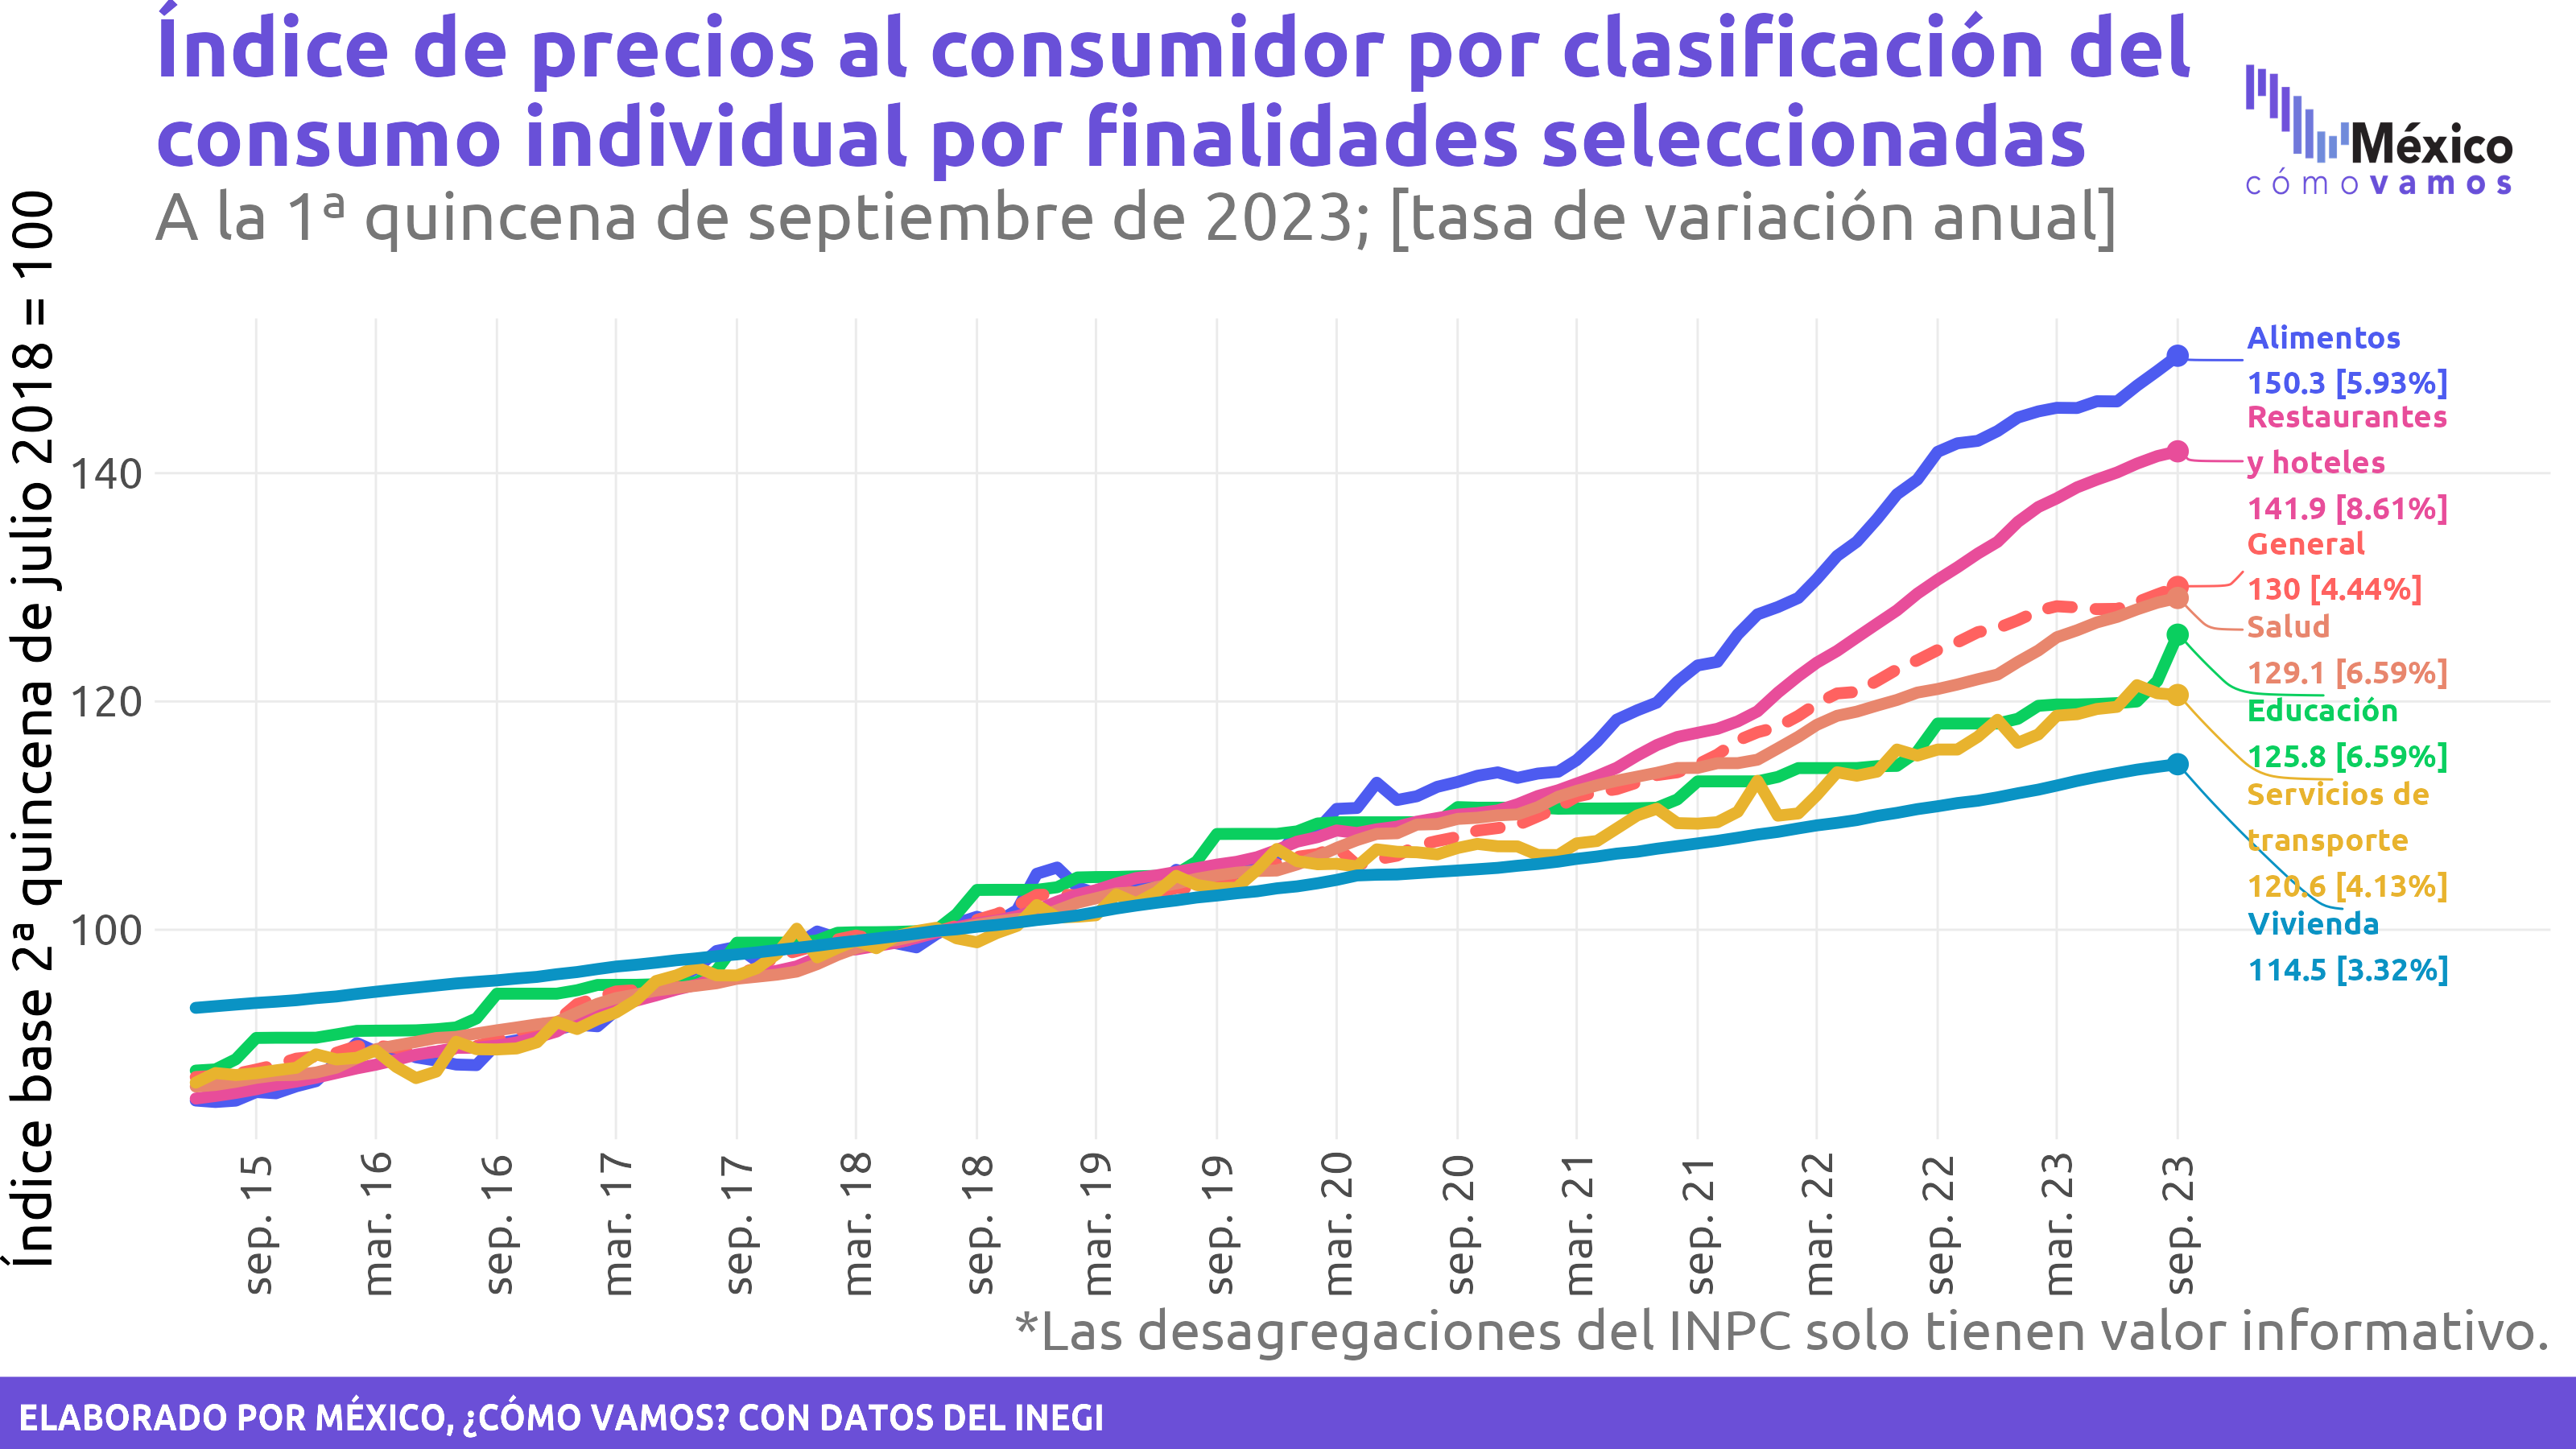 Índice de precios al consumidor por clasificación del
consumo individual por finalidades seleccionadas
A la 1ª quincena de septiembre de 2023; [tasa de variación anual]
México
cómo vamos
Índice base 2ª quincena de julio 2018 = 100
140
120
100
Alimentos
150.3 [5.93%]
Restaurantes
y hoteles
141.9 [8.61%]
General
130 [4.44%]
Salud
129.1 [6.59%]
Educación
125.8 [6.59%]
Servicios de
transporte
120.6 [4.13%]
Vivienda
114.5 [3.32%]
sep. 15
mar. 16
sep. 16
mar. 17
sep. 17
mar. 18
sep. 18
mar. 19
sep. 19
mar. 20
sep. 20
mar. 21
sep. 21
mar. 22
sep. 22
mar. 23
sep. 23
*Las desagregaciones del INPC solo tienen valor informativo.
ELABORADO POR MÉXICO, ¿CÓMO VAMOS? CON DATOS DEL INEGI